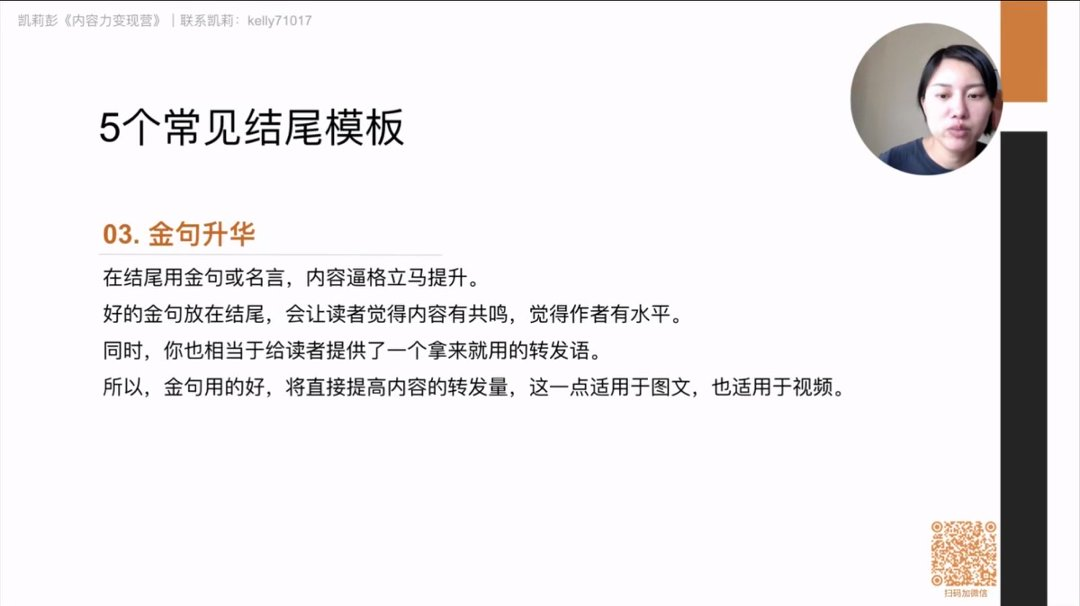 凯莉彭《内容力变现营》｜联系凯莉：kelly71017
5个常见结尾模板
03. 金句升华
在结尾用金句或名言，内容逼格立马提升。
好的金句放在结尾，会让读者觉得内容有共鸣，觉得作者有水平。
同时，你也相当于给读者提供了一个拿来就用的转发语。
所以，金句用的好，将直接提高内容的转发量，这一点适用于图文，也适用于视频。
扫码加微信